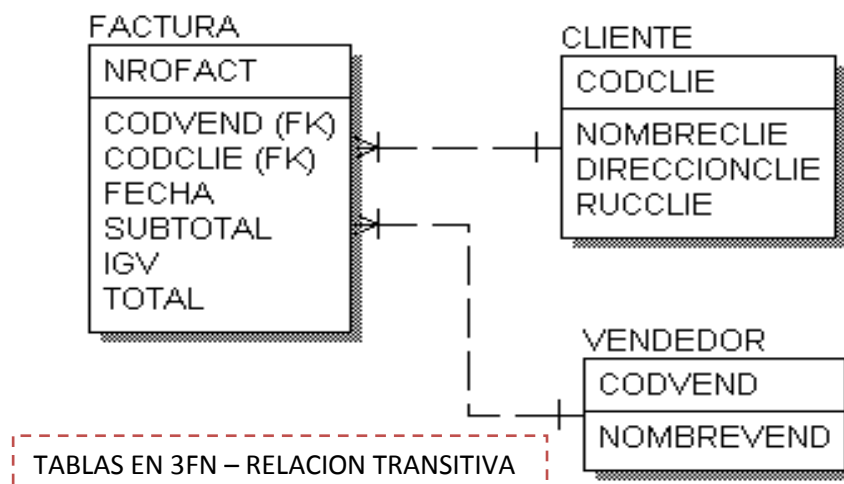 FACTURA
NROFACT
CODVEND (FK)
CODCLIE (FK)
FECHA
SUBTOTAL
IGV
TOTAL
CLIENTE
CODCLIE
NOMBRECLIE
DIRECCIONCLIE
RUCCLIE
VENDEDOR
CODVEND
NOMBREVEND
TABLAS EN 3FN – RELACION TRANSITIVA